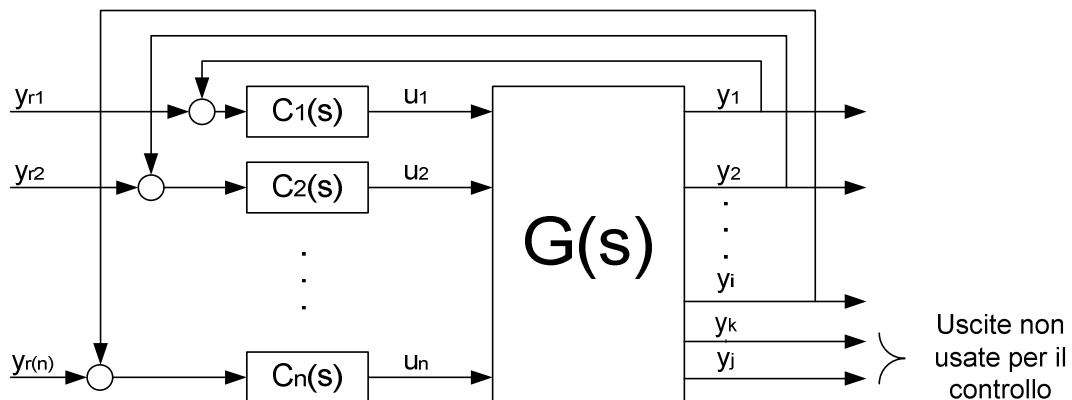 yr1
C1(s)
u1
y1
yr2
C2(s)
u2
y2
G(s)
yi
yk
yj
yr(n)
Cn(s)
un
Uscite non
usate per il
controllo